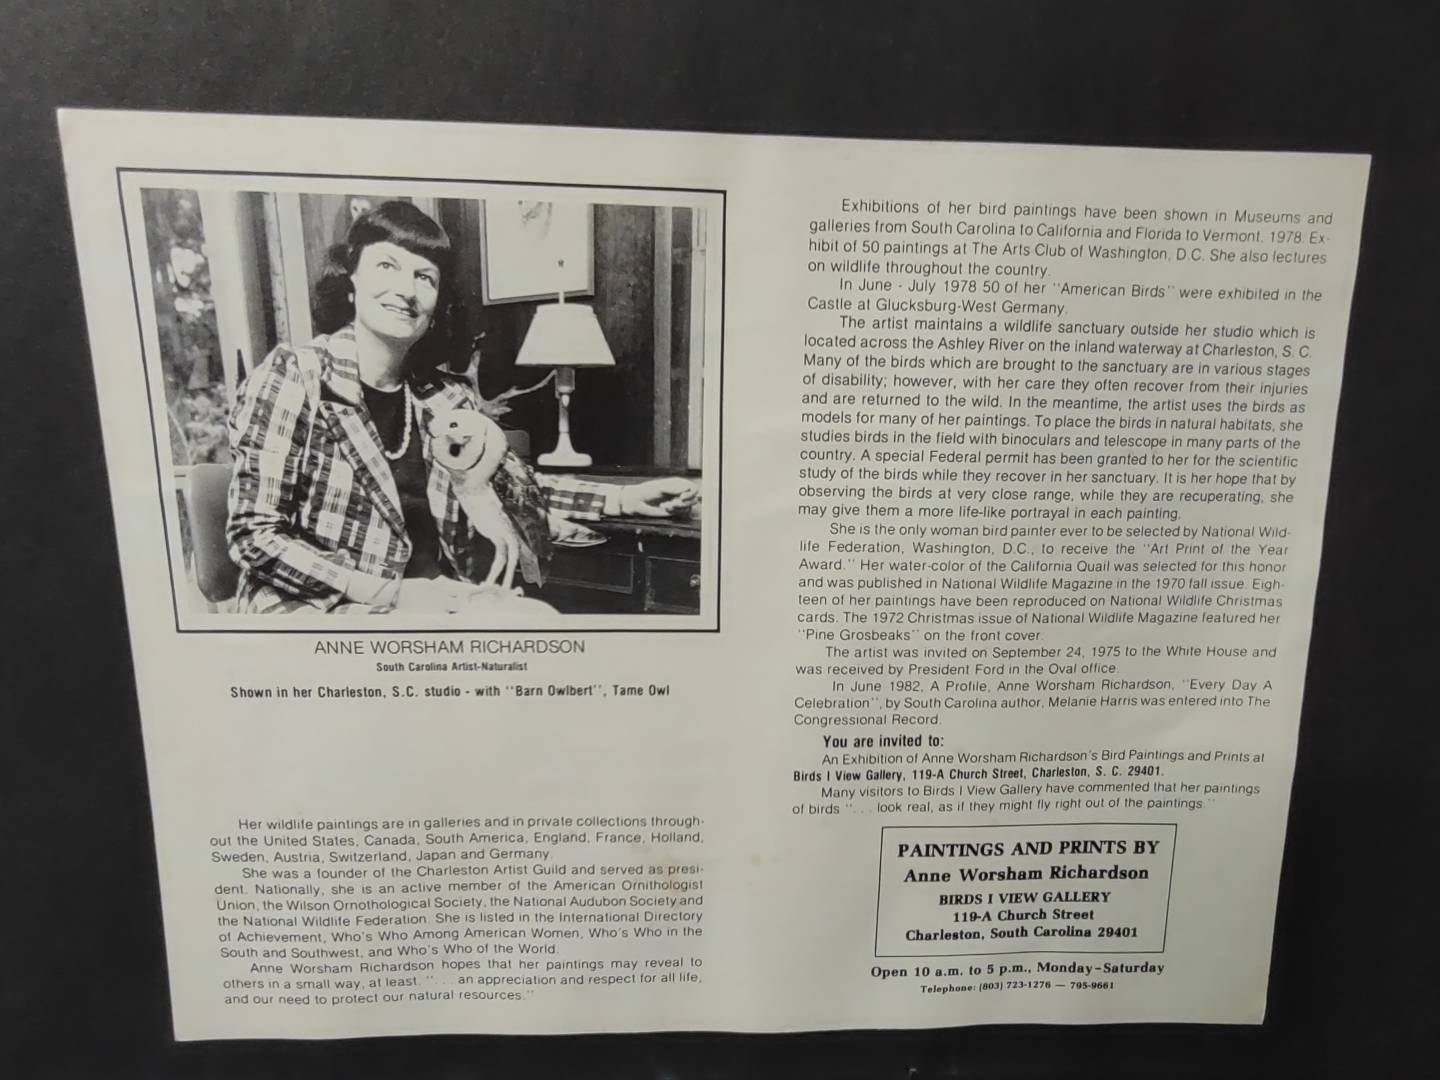 ANNE WORSHAM RICHARDSON
South Carolina Artist-Naturalist
Shown in her Charleston, S.C. studio - with "Barn Owlbert", Tame Owl
Her wildlife paintings are in galleries and in private collections through-
out the United States, Canada, South America, England, France, Holland,
Sweden, Austria, Switzerland, Japan and Germany.
She was a founder of the Charleston Artist Guild and served as presi-
dent. Nationally, she is an active member of the American Ornithologist
Union, the Wilson Ornothological Society, the National Audubon Society and
the National Wildlife Federation. She is listed in the International Directory
of Achievement, Who's Who Among American Women, Who's Who in the
South and Southwest, and Who's Who of the World.
Anne Worsham Richardson hopes that her paintings may reveal to
others in a small way, at least. "... an appreciation and respect for all life,
and our need to protect our natural resources."
Exhibitions of her bird paintings have been shown in Museums and
galleries from South Carolina to California and Florida to Vermont. 1978. Ex-
hibit of 50 paintings at The Arts Club of Washington, D.C. She also lectures
on wildlife throughout the country.
In June - July 1978 50 of her "American Birds" were exhibited in the
Castle at Glucksburg-West Germany.
The artist maintains a wildlife sanctuary outside her studio which is
located across the Ashley River on the inland waterway at Charleston, S. C.
Many of the birds which are brought to the sanctuary are in various stages
of disability; however, with her care they often recover from their injuries
and are returned to the wild. In the meantime, the artist uses the birds as
models for many of her paintings. To place the birds in natural habitats, she
studies birds in the field with binoculars and telescope in many parts of the
country. A special Federal permit has been granted to her for the scientific
study of the birds while they recover in her sanctuary. It is her hope that by
observing the birds at very close range, while they are recuperating, she
may give them a more life-like portrayal in each painting.
She is the only woman bird painter ever to be selected by National Wild-
life Federation, Washington, D.C., to receive the "Art Print of the Year
Award." Her water-color of the California Quail was selected for this honor
and was published in National Wildlife Magazine in the 1970 fall issue. Eigh-
teen of her paintings have been reproduced on National Wildlife Christmas
cards. The 1972 Christmas issue of National Wildlife Magazine featured her
"Pine Grosbeaks" on the front cover.
The artist was invited on September 24, 1975 to the White House and
was received by President Ford in the Oval office.
In June 1982, A Profile, Anne Worsham Richardson, "Every Day A
Celebration", by South Carolina author, Melanie Harris was entered into The
Congressional Record.
You are invited to:
An Exhibition of Anne Worsham Richardson's Bird Paintings and Prints at
Birds I View Gallery, 119-A Church Street, Charleston, S. C. 29401.
Many visitors to Birds I View Gallery have commented that her paintings
of birds "... look real, as if they might fly right out of the paintings."
PAINTINGS AND PRINTS BY
Anne Worsham Richardson
BIRDS I VIEW GALLERY
119-A Church Street
Charleston, South Carolina 29401
Open 10 a.m. to 5 p.m., Monday-Saturday
Telephone: (803) 723-1276 — 795-9661